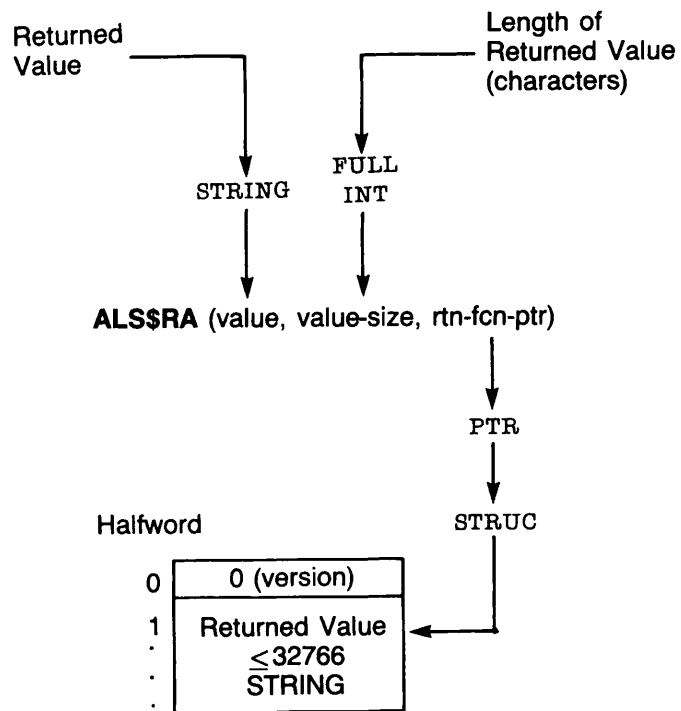 Returned
Value
Length of
Returned Value
(characters)
STRING
FULL
INT
ALS$RA (value, value-size, rtn-fcn-ptr)
PTR
STRUC
Halfword
0
0 (version)
1
Returned Value
≤32766
STRING